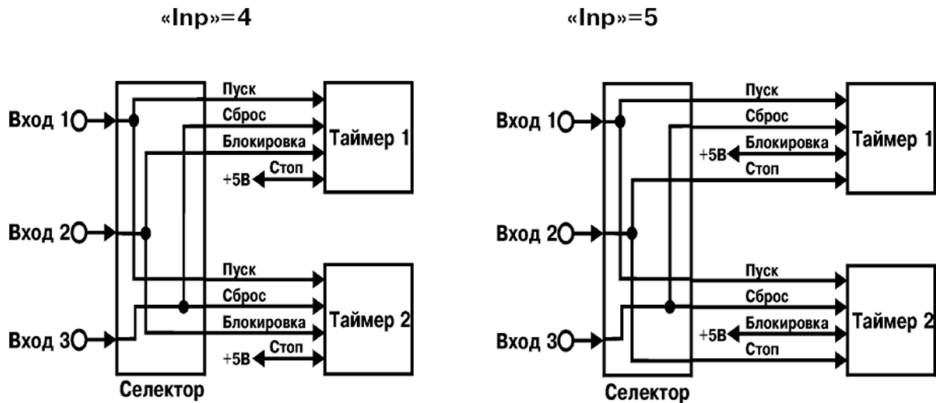 «Inp»=4
Вход 1
Вход 2
Вход 3
Пуск
Сброс
Блокировка
+5В
Стоп
Таймер 1
Пуск
Сброс
Блокировка
+5В
Стоп
Таймер 2
Селектор
«Inp»=5
Вход 1
Вход 2
Вход 3
Пуск
Сброс
+5В
Блокировка
Стоп
Таймер 1
Пуск
Сброс
+5В
Блокировка
Стоп
Таймер 2
Селектор